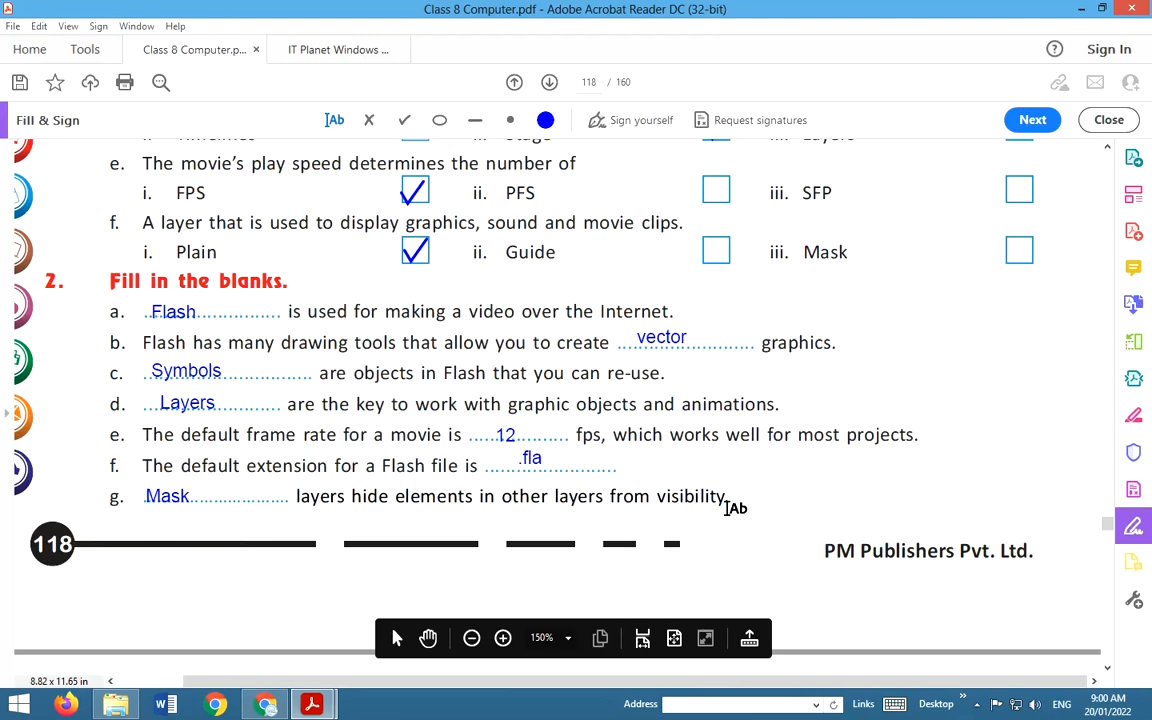 Class 8 Computer.pdf - Adobe Acrobat Reader DC (32-bit)
File Edit View Sign Window Help
Home Tools Class 8 Computer.p... × IT Planet Windows ... Sign In
118 / 160
Fill & Sign Ab Sign yourself Request signatures Next Close
ii. Timelines iii. Stage iii. Layers
e. The movie's play speed determines the number of
i. FPS ii. PFS iii. SFP
f. A layer that is used to display graphics, sound and movie clips.
i. Plain ii. Guide iii. Mask
2. Fill in the blanks.
a. Flash is used for making a video over the Internet.
b. Flash has many drawing tools that allow you to create vector graphics.
c. Symbols are objects in Flash that you can re-use.
d. Layers are the key to work with graphic objects and animations.
e. The default frame rate for a movie is 12 fps, which works well for most projects.
f. The default extension for a Flash file is .fla
g. Mask layers hide elements in other layers from visibility.
Ab
118 PM Publishers Pvt. Ltd.
150%
8.82 x 11.65 in
Address Links Desktop ENG 9:00 AM
20/01/2022